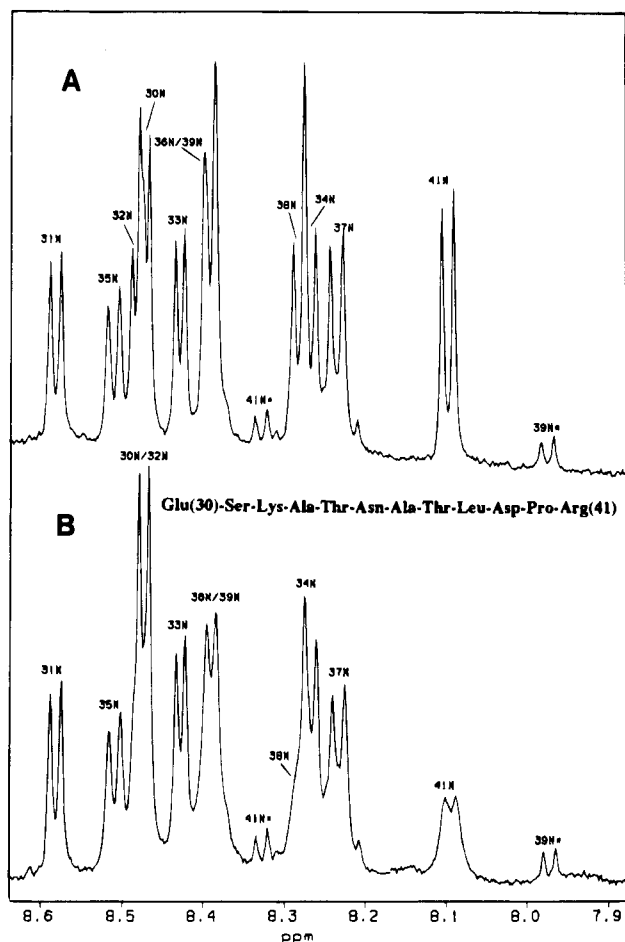 A
30N
36N/39N
32N
31N
35N
33N
41N*
38N
34N
37N
41N
39N*
30N/32N
Glu(30)-Ser-Lys-Ala-Thr-Asn-Ala-Thr-Leu-Asp-Pro-Arg(41)
B
36N/39N
34N
31N
35N
33N
37N
38N
41N
41N*
39N*
8.6 8.5 8.4 8.3 8.2 8.1 8.0 7.9
ppm